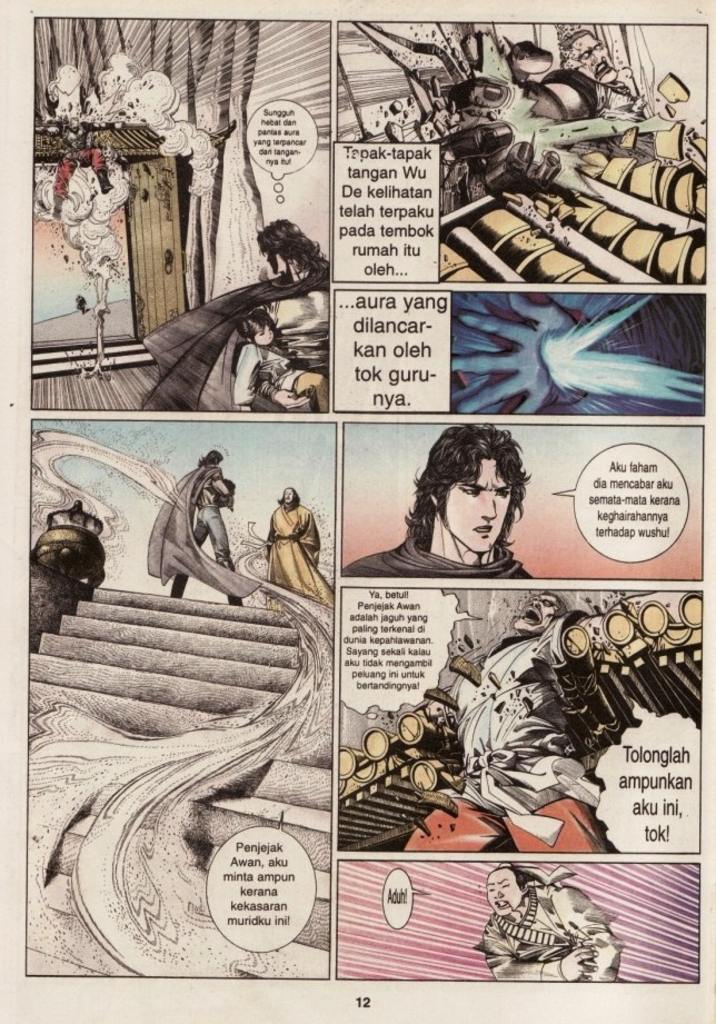 Sungguh
hebat dan
pantas aura
yang terpancar
dari tangan-
nya itu!
Tapak-tapak
tangan Wu
De kelihatan
telah terpaku
pada tembok
rumah itu
oleh...
...aura yang
dilancar-
kan oleh
tok guru-
nya.
Penjejak
Awan, aku
minta ampun
kerana
kekasaran
muridku ini!
Aku faham
dia mencabar aku
semata-mata kerana
keghairahannya
terhadap wushu!
Ya, betul!
Penjejak Awan
adalah jaguh yang
paling terkenal di
dunia kepahlawanan.
Sayang sekali kalau
aku tidak mengambil
peluang ini untuk
bertandingnya!
Tolonglah
ampunkan
aku ini,
tok!
Aduh!
12